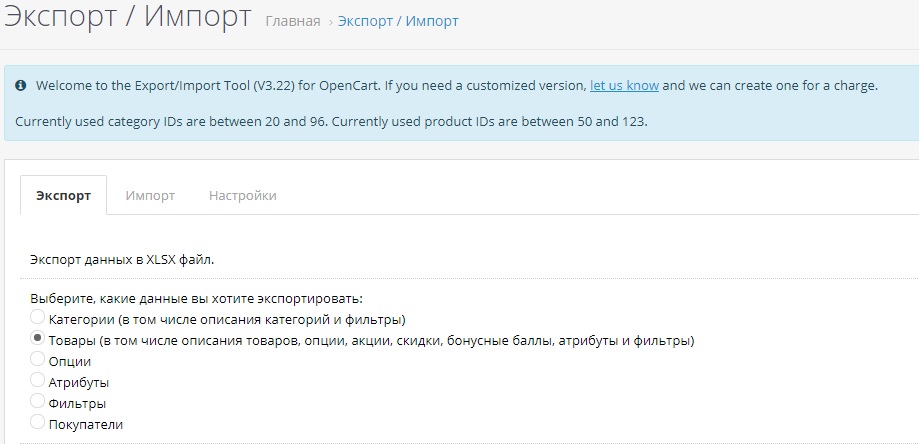 Экспорт / Импорт Главная › Экспорт / Импорт
Welcome to the Export/Import Tool (V3.22) for OpenCart. If you need a customized version, let us know and we can create one for a charge.
Currently used category IDs are between 20 and 96. Currently used product IDs are between 50 and 123.
Экспорт Импорт Настройки
Экспорт данных в XLSX файл.
Выберите, какие данные вы хотите экспортировать:
Категории (в том числе описания категорий и фильтры)
Товары (в том числе описания товаров, опции, акции, скидки, бонусные баллы, атрибуты и фильтры)
Опции
Атрибуты
Фильтры
Покупатели